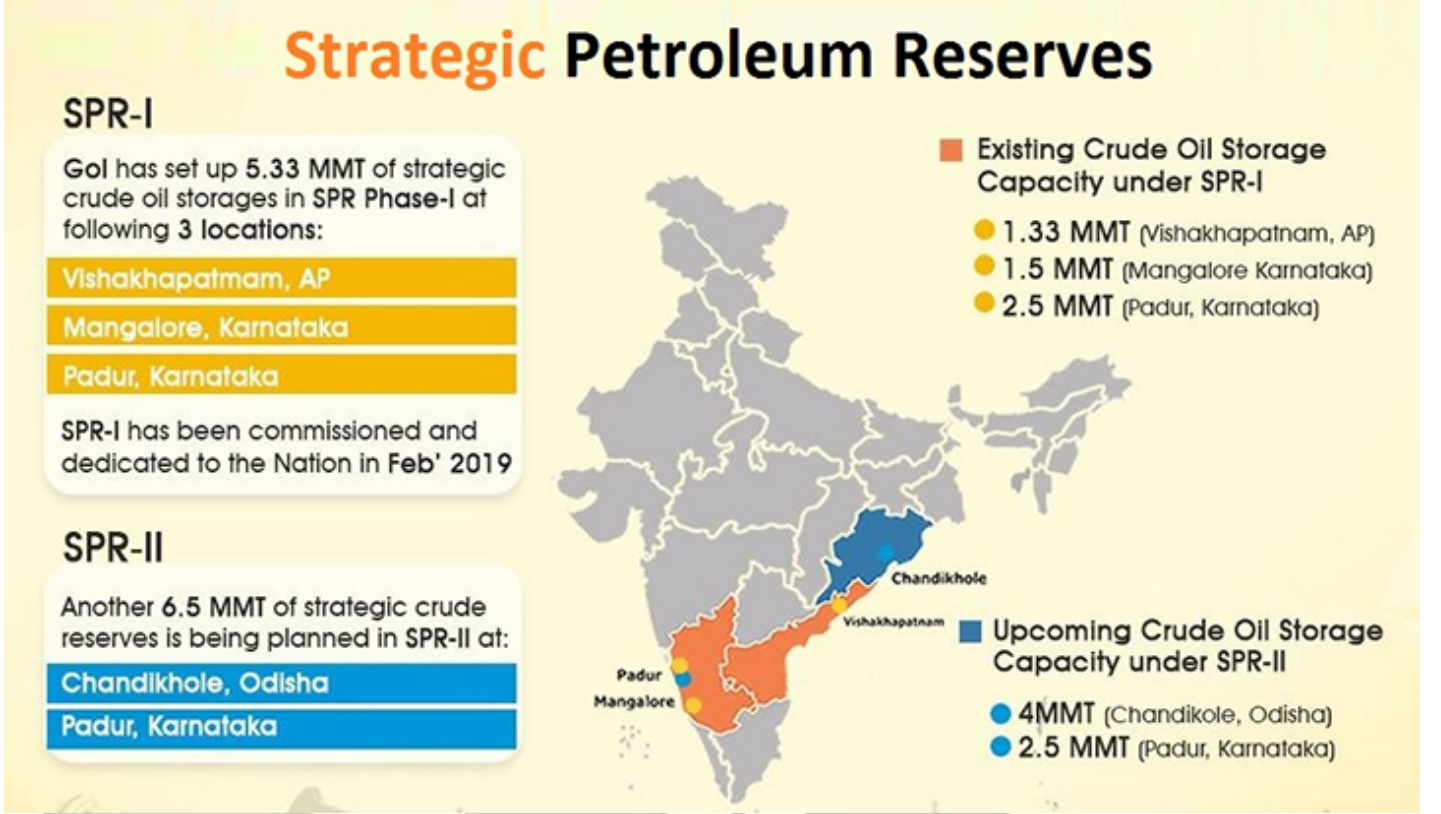 Strategic Petroleum Reserves
SPR-I
GoI has set up 5.33 MMT of strategic
crude oil storages in SPR Phase-I at
following 3 locations:
Vishakhapatmam, AP
Mangalore, Karnataka
Padur, Karnataka
SPR-I has been commissioned and
dedicated to the Nation in Feb' 2019
SPR-II
Another 6.5 MMT of strategic crude
reserves is being planned in SPR-II at:
Chandikhole, Odisha
Padur, Karnataka
Existing Crude Oil Storage
Capacity under SPR-I
1.33 MMT (Vishakhapatnam, AP)
1.5 MMT (Mangalore Karnataka)
2.5 MMT (Padur, Karnataka)
Chandikhole
Vishakhapatnam
Padur
Mangalore
Upcoming Crude Oil Storage
Capacity under SPR-II
4MMT (Chandikole, Odisha)
2.5 MMT (Padur, Karnataka)